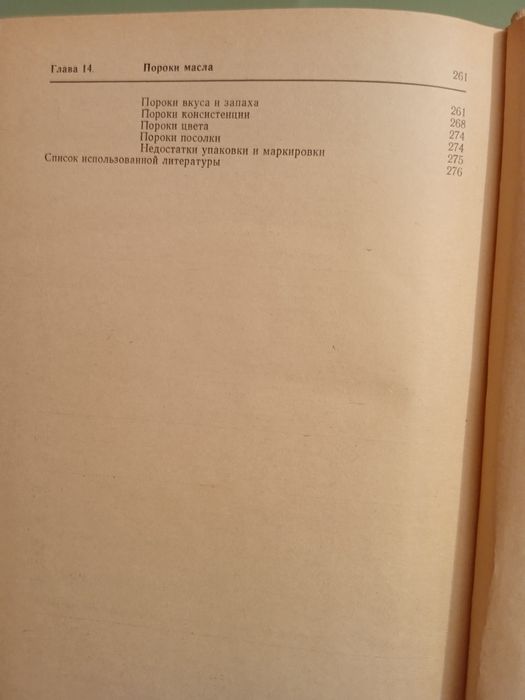 Глава 14. Пороки масла 261
Пороки вкуса и запаха 261
Пороки консистенции 268
Пороки цвета 274
Пороки посолки 274
Недостатки упаковки и маркировки 275
Список использованной литературы 276